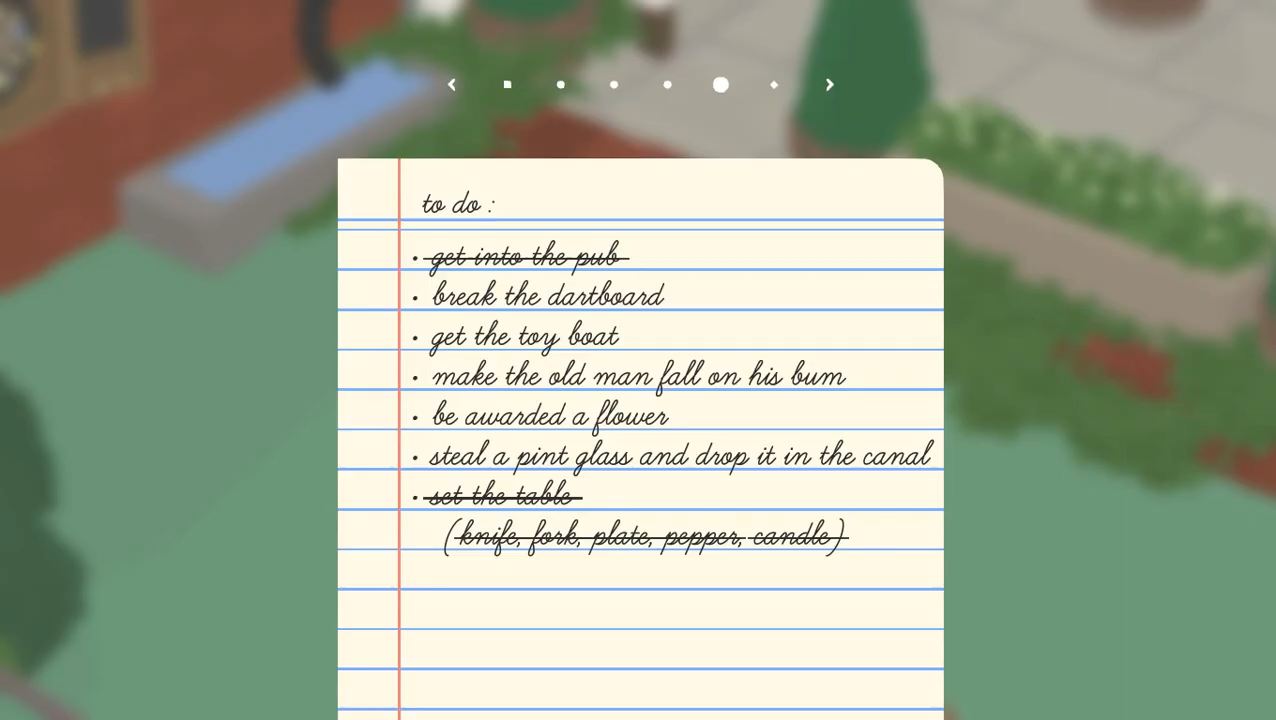 to do :
• get into the pub
• break the dartboard
• get the toy boat
• make the old man fall on his bum
• be awarded a flower
• steal a pint glass and drop it in the canal
• set the table
(knife, fork, plate, pepper, candle)